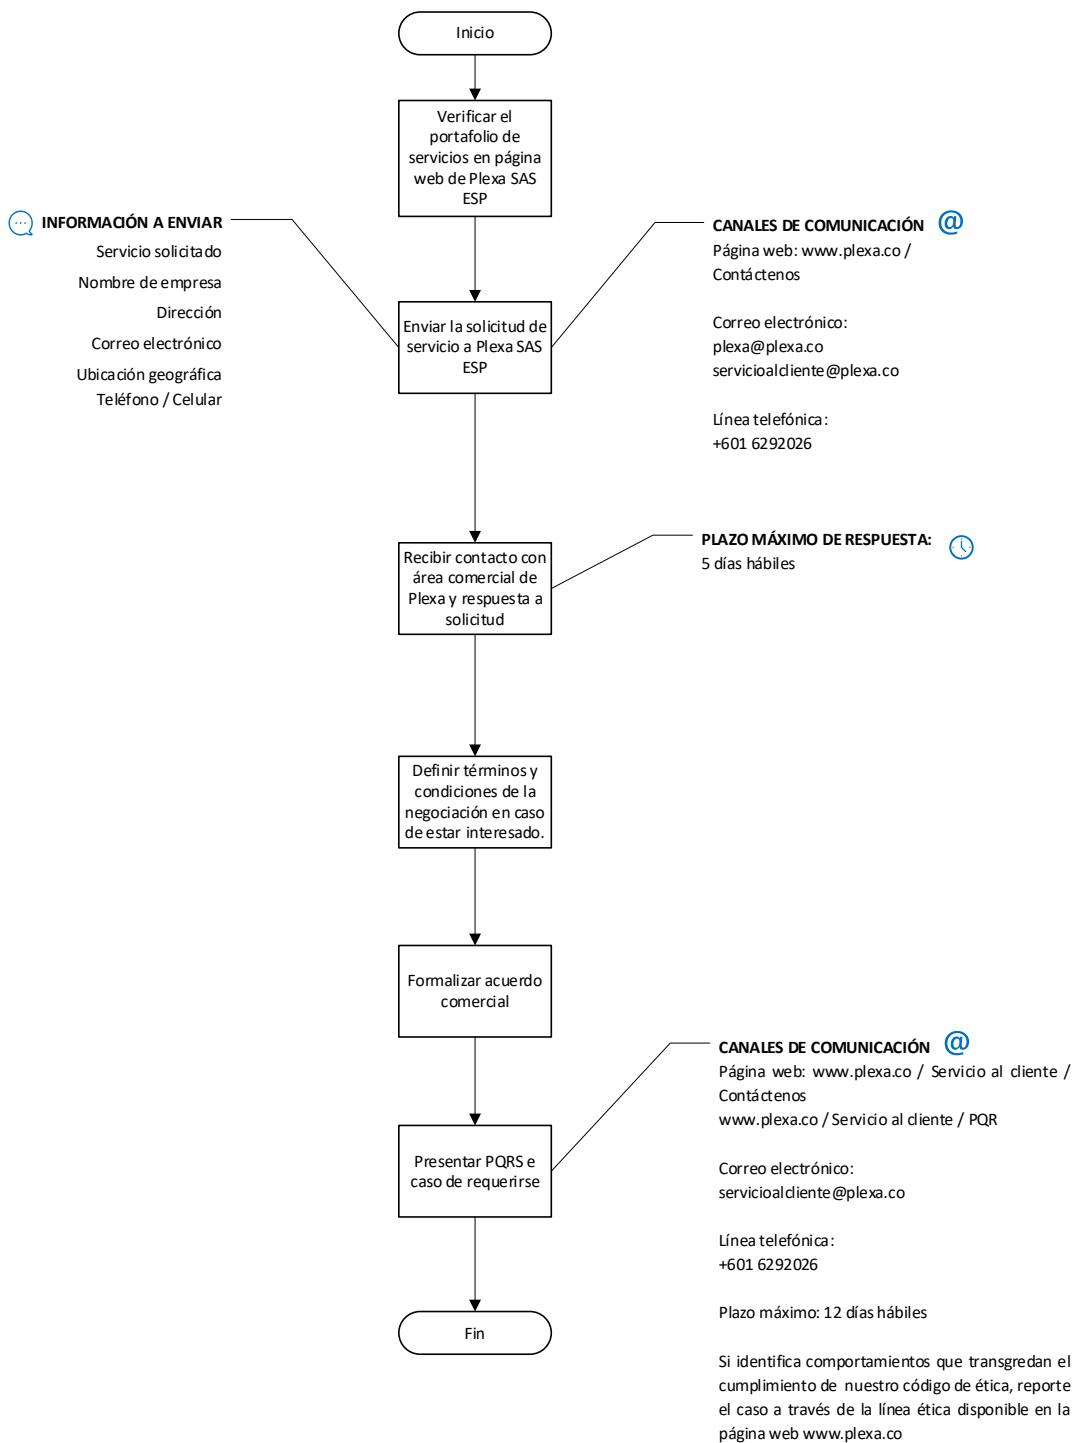 Inicio
Verificar el
portafolio de
servicios en página
web de Plexa SAS
ESP
INFORMACIÓN A ENVIAR
Servicio solicitado
Nombre de empresa
Dirección
Correo electrónico
Ubicación geográfica
Teléfono / Celular
Enviar la solicitud de
servicio a Plexa SAS
ESP
CANALES DE COMUNICACIÓN @
Página web: www.plexa.co /
Contáctenos
Correo electrónico:
plexa@plexa.co
servicioalcliente@plexa.co
Línea telefónica:
+601 6292026
Recibir contacto con
área comercial de
Plexa y respuesta a
solicitud
PLAZO MÁXIMO DE RESPUESTA:
5 días hábiles
Definir términos y
condiciones de la
negociación en caso
de estar interesado.
Formalizar acuerdo
comercial
Presentar PQRS e
caso de requerirse
CANALES DE COMUNICACIÓN @
Página web: www.plexa.co / Servicio al cliente /
Contáctenos
www.plexa.co / Servicio al cliente / PQR
Correo electrónico:
servicioalcliente@plexa.co
Línea telefónica:
+601 6292026
Plazo máximo: 12 días hábiles
Si identifica comportamientos que transgredan el
cumplimiento de nuestro código de ética, reporte
el caso a través de la línea ética disponible en la
página web www.plexa.co
Fin